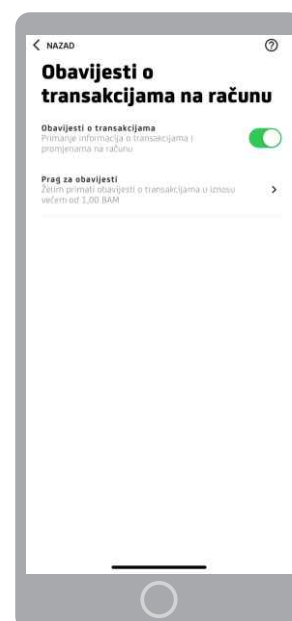 NAZAD
Obavijesti o
transakcijama na računu
Obavijesti o transakcijama
Primanje informacija o transakcijama i
promjenama na računu
Prag za obavijesti
Želim primati obavijesti o transakcijama u iznosu
većem od 1,00 BAM